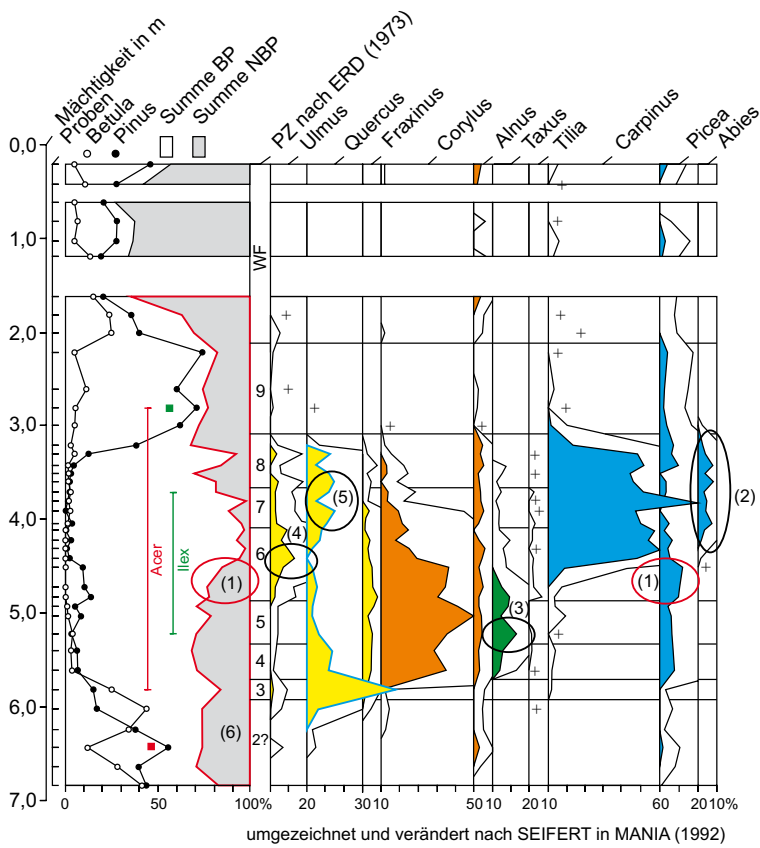 Mächtigkeit in m
Proben
Betula
Pinus
Summe BP
Summe NBP
PZ nach ERD (1973)
Ulmus
Quercus
Fraxinus
Corylus
Alnus
Taxus
Tilia
Carpinus
Picea
Abies
0,0
1,0
WF
2,0
9
3,0
8
(5)
(2)
7
4,0
(4)
6
Acer
Ilex
(1)
(1)
5,0
5
(3)
4
3
6,0
(6)
2?
7,0
0 50 100% 20 30 10 50 10 20 10 60 20 10%
umgezeichnet und verändert nach SEIFERT in MANIA (1992)